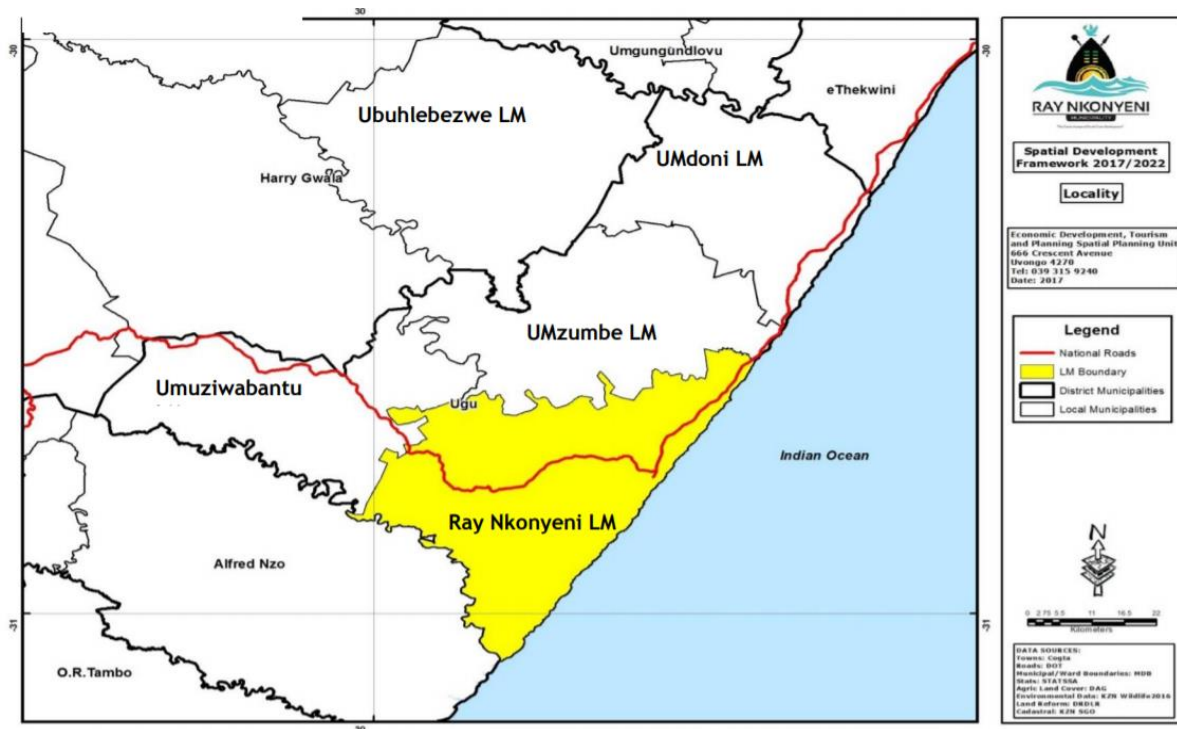 30
Umgungundlovu
eThekwini
Ubuhlebezwe LM
UMdoni LM
Harry Gwala
UMzumbe LM
Umuziwabantu
Ugu
Indian Ocean
Ray Nkonyeni LM
Alfred Nzo
O.R.Tambo
-30
-31
-30
-31
30
RAY NKONYENI
MUNICIPALITY
Spatial Development
Framework 2017/2022
Locality
Economic Development, Tourism
and Planning Spatial Planning Unit
666 Crescent Avenue
Uvongo 4270
Tel: 039 315 9240
Date: 2017
Legend
National Roads
LM Boundary
District Municipalities
Local Municipalities
N
0 2.75 5.5 11 16.5 22
Kilometers
DATA SOURCES:
Towns: Cogta
Roads: DOT
Municipal/Ward Boundaries: MDB
Stats: STATSSA
Agric Land Cover: DAG
Environmental Data: KZN Wildlife2016
Land Reform: DRDLR
Cadastral: KZN SGO